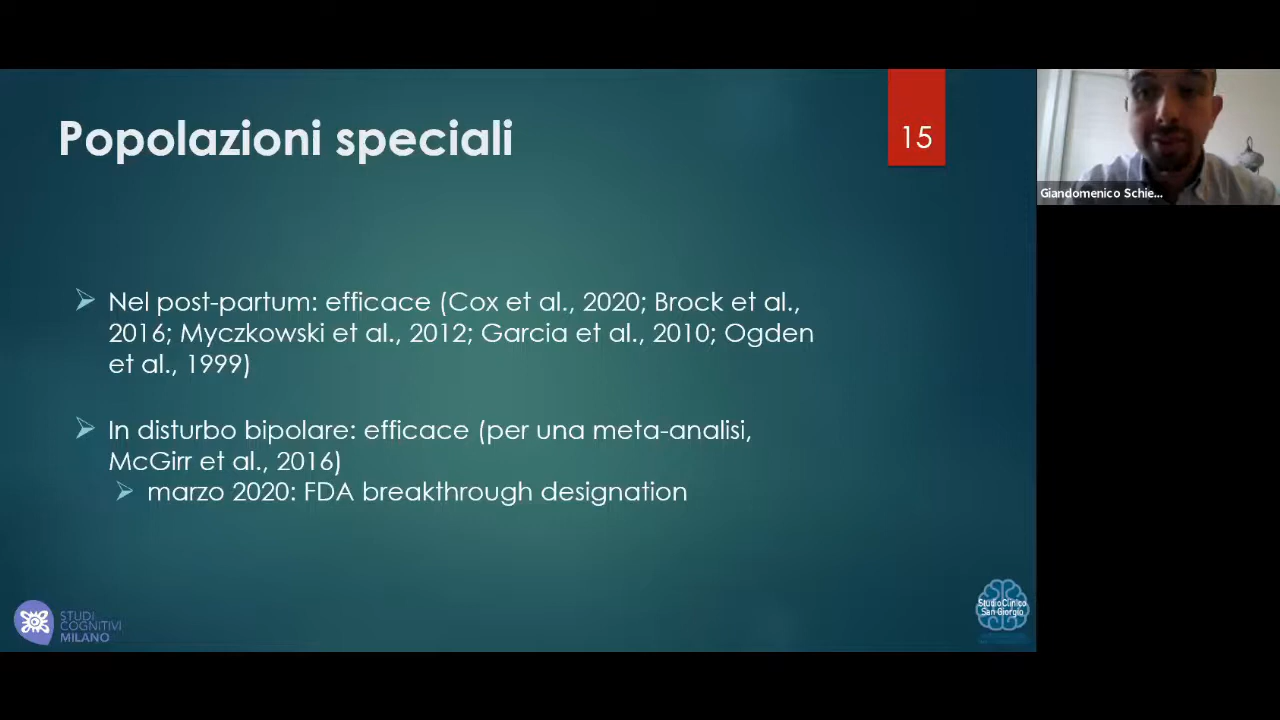 Popolazioni speciali
15
Giandomenico Schie...
Nel post-partum: efficace (Cox et al., 2020; Brock et al.,
2016; Myczkowski et al., 2012; Garcia et al., 2010; Ogden
et al., 1999)
In disturbo bipolare: efficace (per una meta-analisi,
McGirr et al., 2016)
marzo 2020: FDA breakthrough designation
STUDI
COGNITIVI
MILANO
StudioClinico
San Giorgio